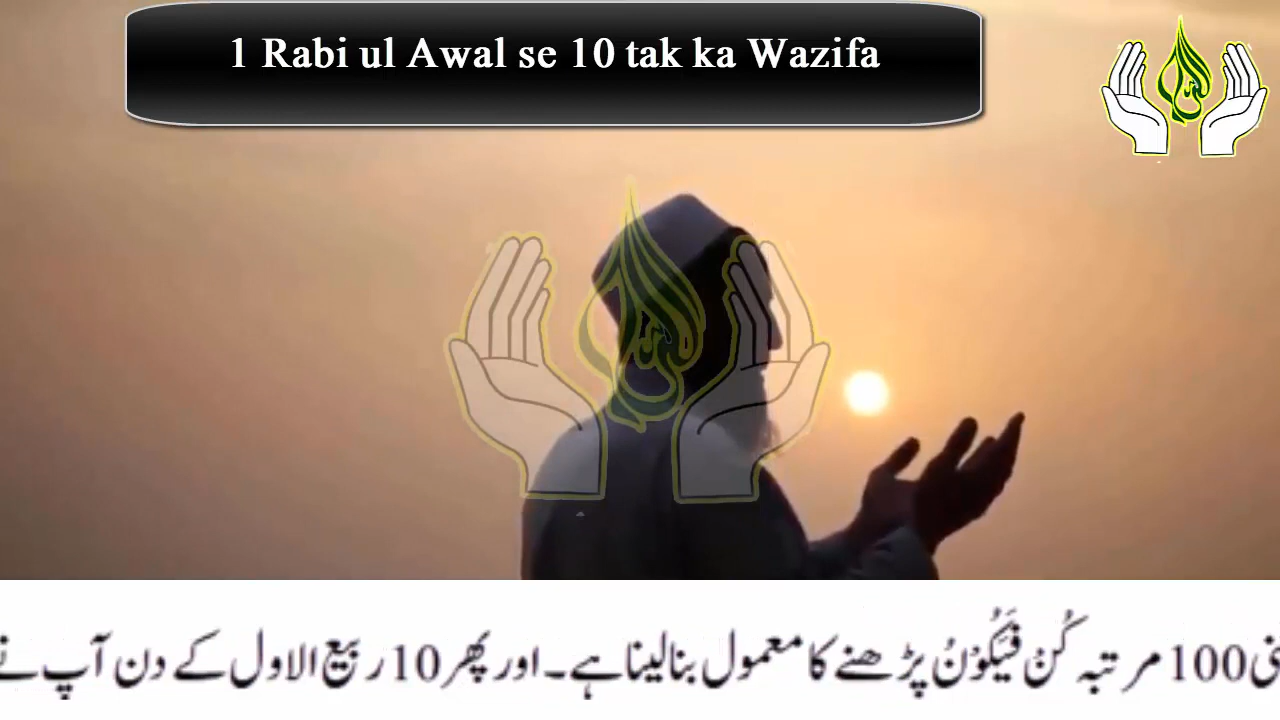 1 Rabi ul Awal se 10 tak ka Wazifa
100 مرتبہ کُنْ فَیَکُوْنُ پڑھنے کا معمول بنالینا ہے۔ اور پھر 10 ربیع الاول کے دن آپ نے